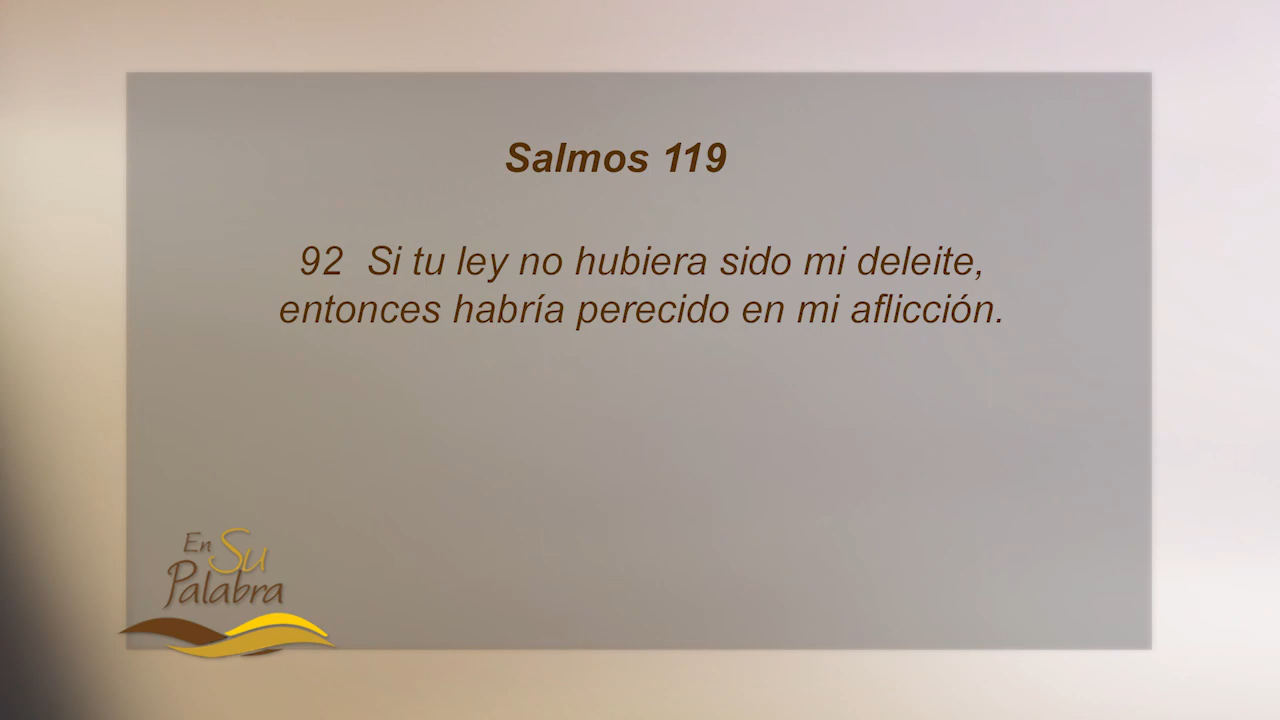 Salmos 119
92 Si tu ley no hubiera sido mi deleite,
entonces habría perecido en mi aflicción.
En Su
Palabra